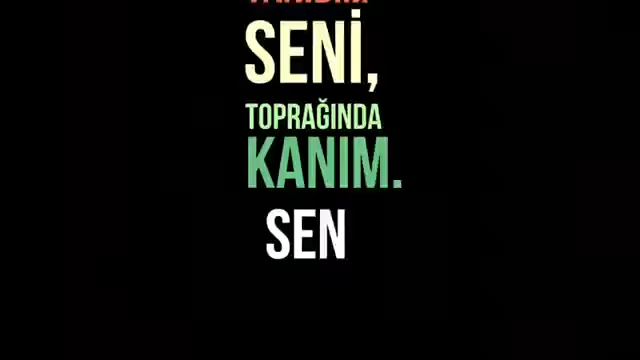 SENİ,
TOPRAĞINDA
KANIM.
SEN